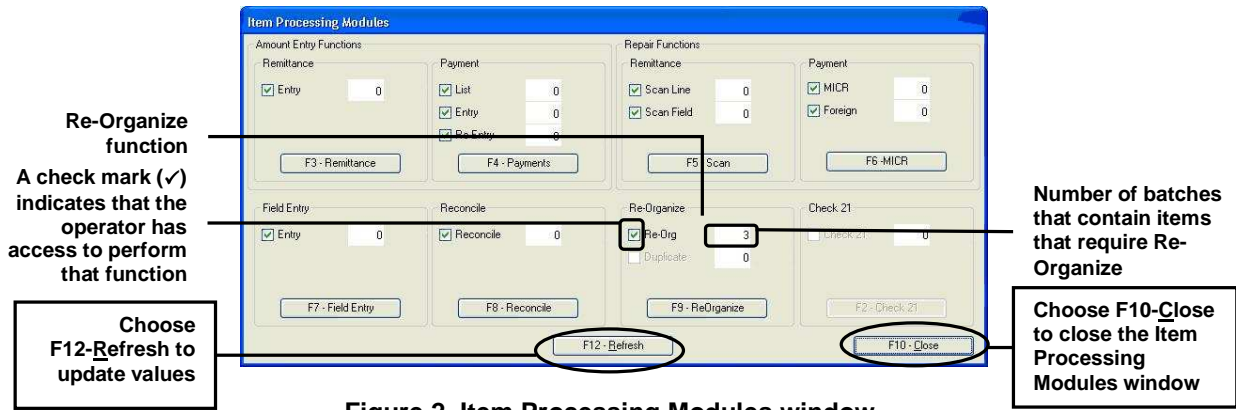 Item Processing Modules
Amount Entry Functions
Repair Functions
Remittance
Payment
Remittance
Payment
Entry 0
List 0
Entry 0
Re Entry 0
Scan Line 0
Scan Field 0
MICR 0
Foreign 0
F3 - Remittance
F4 - Payments
F5 - Scan
F6 -MICR
Field Entry
Reconcile
Re-Organize
Check 21
Entry 0
Reconcile 0
Re-Org 3
Duplicate 0
Check 21 0
F7 - Field Entry
F8 - Reconcile
F9 - ReOrganize
F2 - Check 21
F12 - Refresh
F10 - Close
Re-Organize
function
A check mark (✓)
indicates that the
operator has
access to perform
that function
Choose
F12-Refresh to
update values
Number of batches
that contain items
that require Re-
Organize
Choose F10-Close
to close the Item
Processing
Modules window
Figure 2. Item Processing Modules window